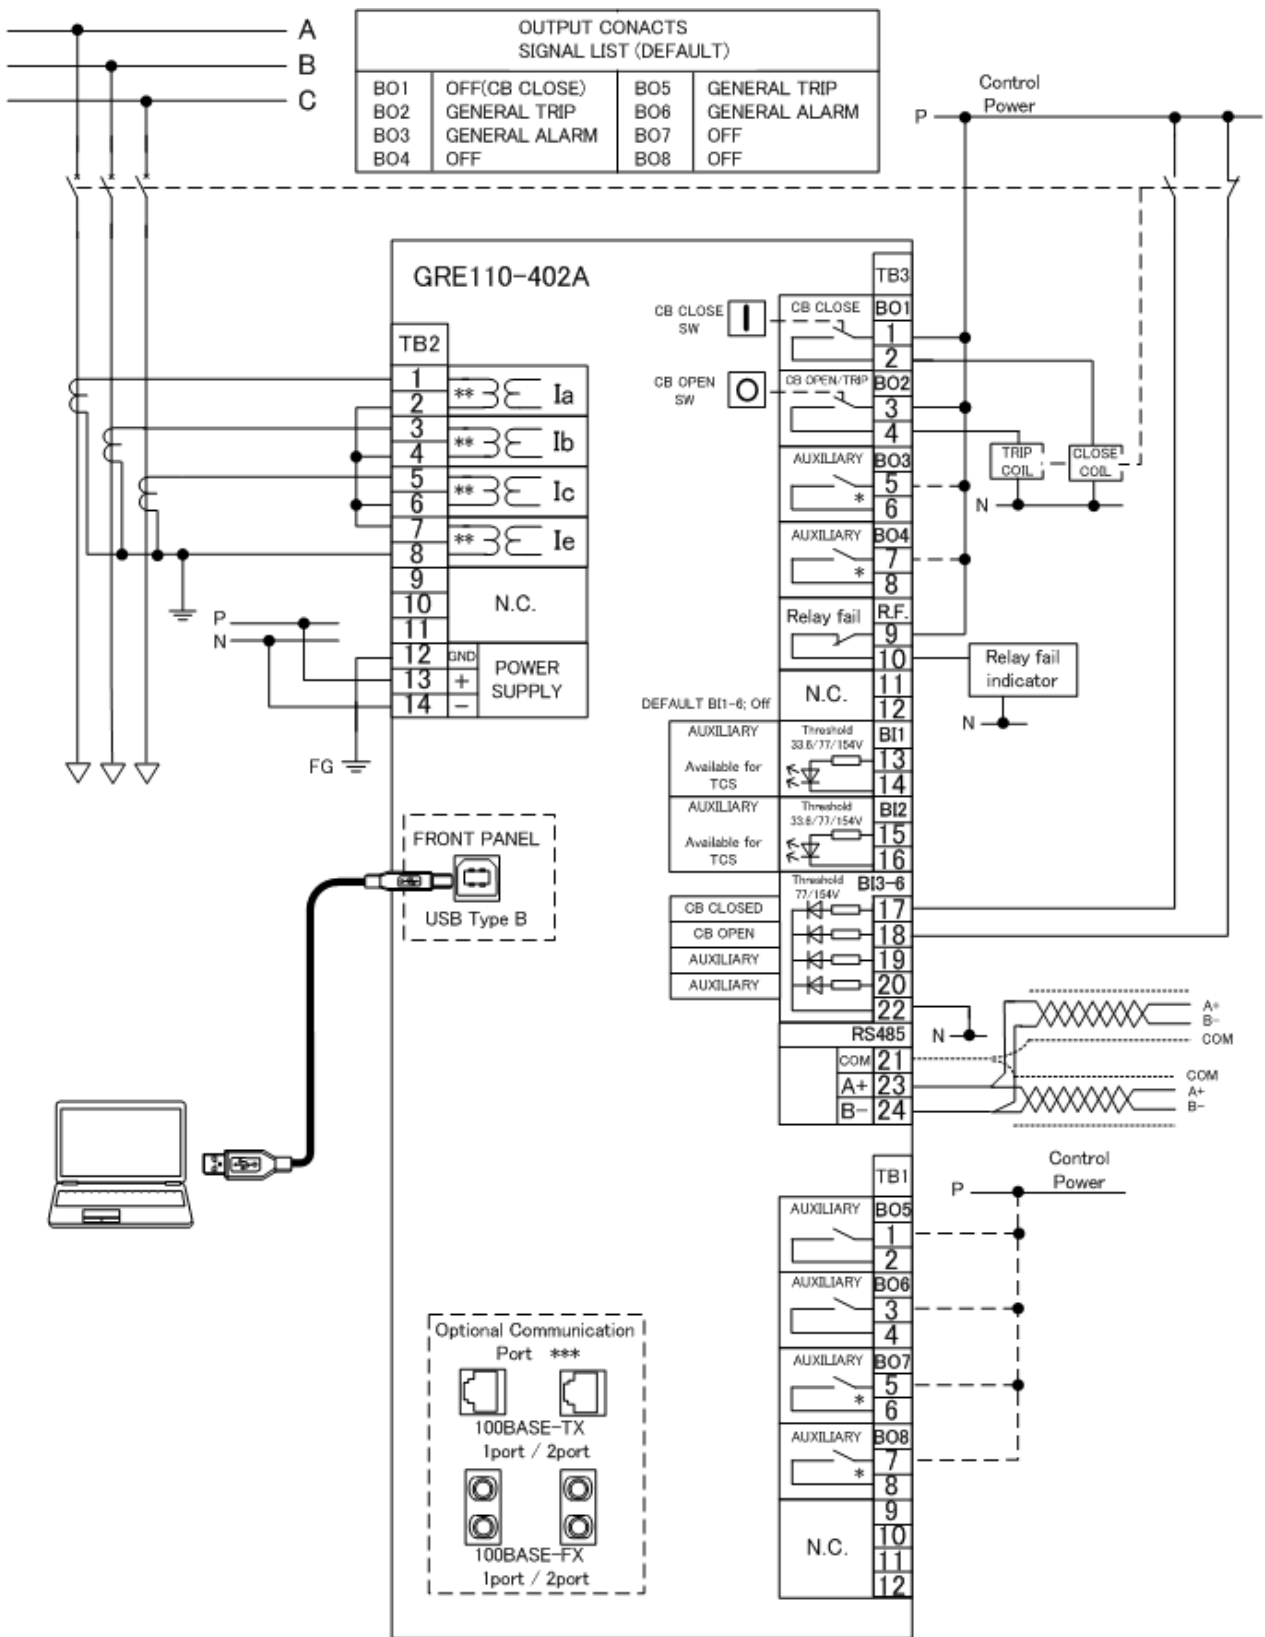 A
B
C
OUTPUT CONACTS
SIGNAL LIST (DEFAULT)
BO1 OFF(CB CLOSE) BO5 GENERAL TRIP
BO2 GENERAL TRIP BO6 GENERAL ALARM
BO3 GENERAL ALARM BO7 OFF
BO4 OFF BO8 OFF
Control
Power
P
GRE110-402A
TB2
1
2
** Ia
3
4
** Ib
5
6
** Ic
7
8
** Ie
9
10
11
N.C.
12 GND
13 +
14 -
POWER
SUPPLY
P
N
FG
TB3
CB CLOSE
SW
CB CLOSE BO1
1
2
CB OPEN
SW
CB OPEN/TRIP BO2
3
4
TRIP
COIL
CLOSE
COIL
N
AUXILIARY BO3
5
* 6
AUXILIARY BO4
7
* 8
Relay fail R.F.
9
10
Relay fail
indicator
N
N.C.
11
12
DEFAULT BI1-6; Off
AUXILIARY
Available for
TCS
Threshold
33.6/77/154V
BI1
13
14
AUXILIARY
Available for
TCS
Threshold
33.6/77/154V
BI2
15
16
Threshold
77/154V
BI3-6
CB CLOSED 17
CB OPEN 18
AUXILIARY 19
AUXILIARY 20
22
N
RS485
COM 21
A+ 23
B- 24
A+
B-
COM
COM
A+
B-
FRONT PANEL
USB Type B
TB1
Control
Power
P
AUXILIARY BO5
1
2
AUXILIARY BO6
3
4
AUXILIARY BO7
5
* 6
AUXILIARY BO8
7
* 8
N.C.
9
10
11
12
Optional Communication
Port ***
100BASE-TX
1port / 2port
100BASE-FX
1port / 2port